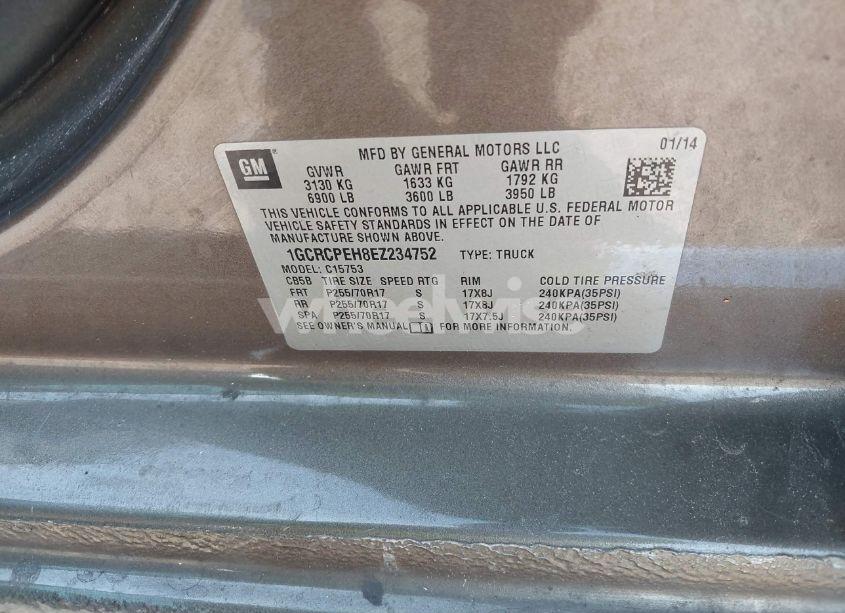 MFD BY GENERAL MOTORS LLC 01/14
GM
GVWR GAWR FRT GAWR RR
3130 KG 1633 KG 1792 KG
6900 LB 3600 LB 3950 LB
THIS VEHICLE CONFORMS TO ALL APPLICABLE U.S. FEDERAL MOTOR
VEHICLE SAFETY STANDARDS IN EFFECT ON THE DATE OF
MANUFACTURE SHOWN ABOVE.
1GCRCPEH8EZ234752 TYPE: TRUCK
MODEL: C15753
CB5B TIRE SIZE SPEED RTG RIM COLD TIRE PRESSURE
FRT P255/70R17 S 17X8J 240KPA(35PSI)
RR P255/70R17 S 17X8J 240KPA(35PSI)
SPA P255/70R17 S 17X7.5J 240KPA(35PSI)
SEE OWNER'S MANUAL FOR MORE INFORMATION.